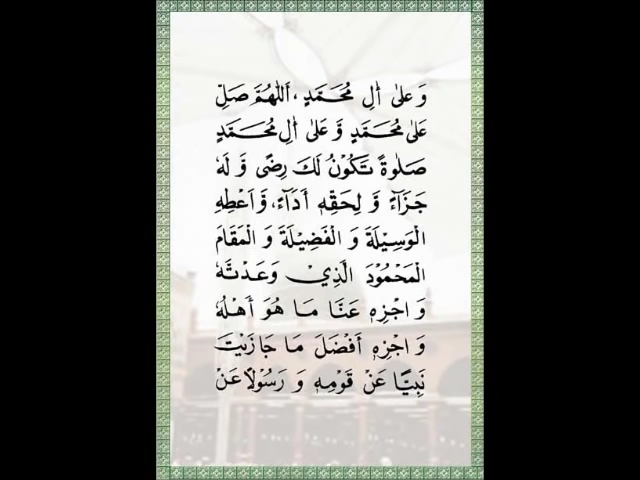 وَعَلٰى اٰلِ مُحَمَّدٍ، اَللّٰهُمَّ صَلِّ
عَلٰى مُحَمَّدٍ وَّ عَلٰى اٰلِ مُحَمَّدٍ
صَلٰوةً تَكُوْنُ لَكَ رِضًى وَّ لَهٗ
جَزَآءً وَّ لِحَقِّهٖ أَدَآءً، وَّ اَعْطِهِ
الْوَسِيْلَةَ وَ الْفَضِيْلَةَ وَ الْمَقَامَ
الْمَحْمُوْدَ الَّذِيْ وَعَدْتَّهٗ
وَ اجْزِهٖ عَنَّا مَا هُوَ أَهْلُهٗ
وَ اجْزِهٖ أَفْضَلَ مَا جَازَيْتَ
نَبِيًّا عَنْ قَوْمِهٖ وَ رَسُوْلًا عَنْ